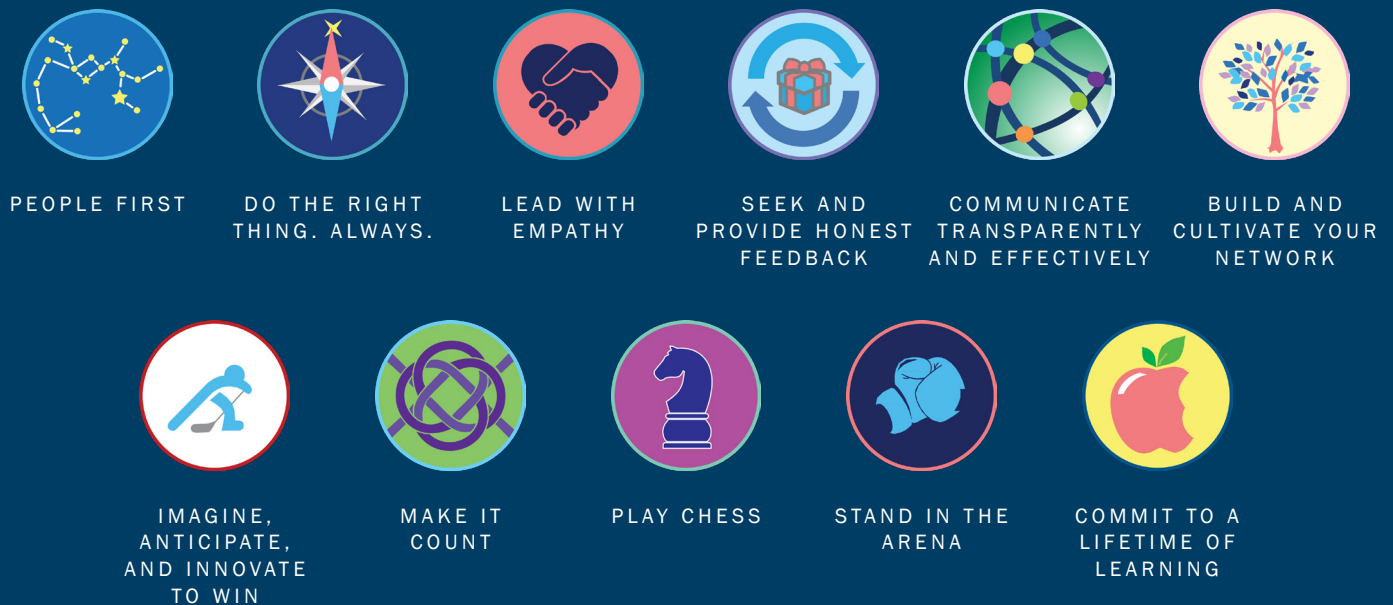 PEOPLE FIRST
DO THE RIGHT
THING. ALWAYS.
LEAD WITH
EMPATHY
SEEK AND
PROVIDE HONEST
FEEDBACK
COMMUNICATE
TRANSPARENTLY
AND EFFECTIVELY
BUILD AND
CULTIVATE YOUR
NETWORK
IMAGINE,
ANTICIPATE,
AND INNOVATE
TO WIN
MAKE IT
COUNT
PLAY CHESS
STAND IN THE
ARENA
COMMIT TO A
LIFETIME OF
LEARNING